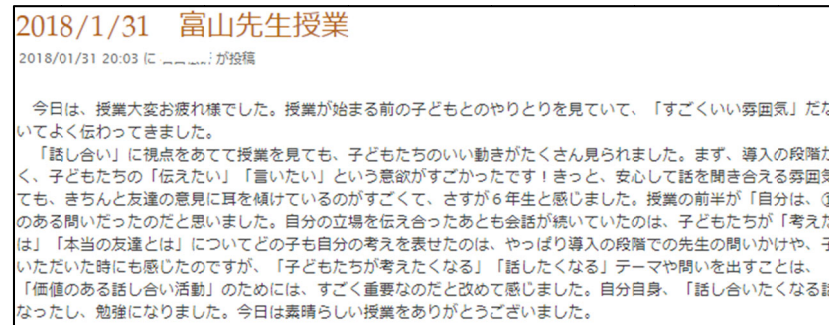 2018/1/31　富山先生授業
2018/01/31 20:03 に が投稿
今日は、授業大変お疲れ様でした。授業が始まる前の子どもとのやりとりを見ていて、「すごくいい雰囲気」だな
いてよく伝わってきました。
「話し合い」に視点をあてて授業を見ても、子どもたちのいい動きがたくさん見られました。まず、導入の段階か
く、子どもたちの「伝えたい」「言いたい」という意欲がすごかったです！きっと、安心して話を聞き合える雰囲気
ても、きちんと友達の意見に耳を傾けているのがすごくて、さすが６年生と感じました。授業の前半が「自分は、①
のある問いだったのだと思いました。自分の立場を伝え合ったあとも会話が続いていたのは、子どもたちが「考えた
は」「本当の友達とは」についてどの子も自分の考えを表せたのは、やっぱり導入の段階での先生の問いかけや、子
いただいた時にも感じたのですが、「子どもたちが考えたくなる」「話したくなる」テーマや問いを出すことは、
「価値のある話し合い活動」のためには、すごく重要なのだと改めて感じました。自分自身、「話し合いたくなる話
なったし、勉強になりました。今日は素晴らしい授業をありがとうございました。